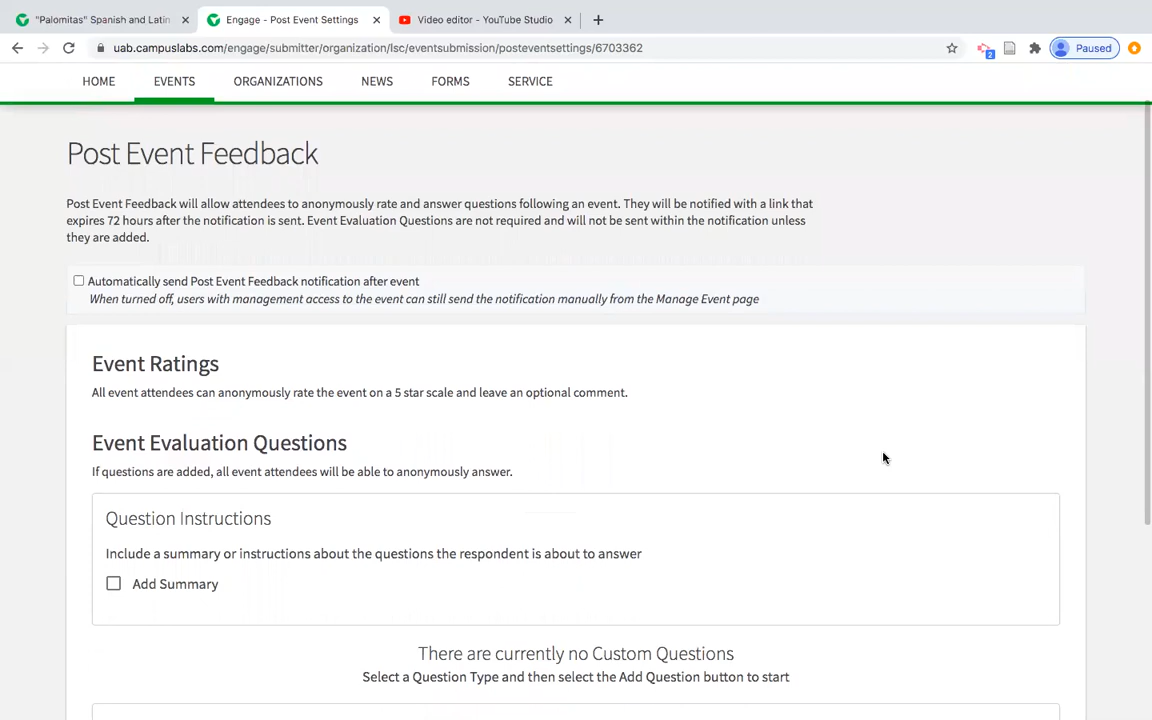 "Palomitas" Spanish and Latin
Engage - Post Event Settings
Video editor - YouTube Studio
uab.campuslabs.com/engage/submitter/organization/lsc/eventsubmission/posteventsettings/6703362
2
Paused
HOME
EVENTS
ORGANIZATIONS
NEWS
FORMS
SERVICE
Post Event Feedback
Post Event Feedback will allow attendees to anonymously rate and answer questions following an event. They will be notified with a link that
expires 72 hours after the notification is sent. Event Evaluation Questions are not required and will not be sent within the notification unless
they are added.
Automatically send Post Event Feedback notification after event
When turned off, users with management access to the event can still send the notification manually from the Manage Event page
Event Ratings
All event attendees can anonymously rate the event on a 5 star scale and leave an optional comment.
Event Evaluation Questions
If questions are added, all event attendees will be able to anonymously answer.
Question Instructions
Include a summary or instructions about the questions the respondent is about to answer
Add Summary
There are currently no Custom Questions
Select a Question Type and then select the Add Question button to start